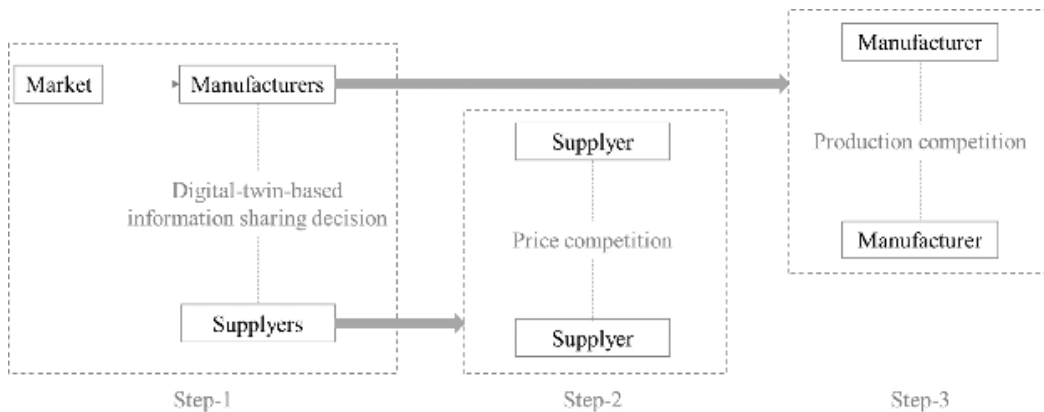 Market
Manufacturers
Digital-twin-based
information sharing decision
Supplyers
Step-1
Supplyer
Price competition
Supplyer
Step-2
Manufacturer
Production competition
Manufacturer
Step-3